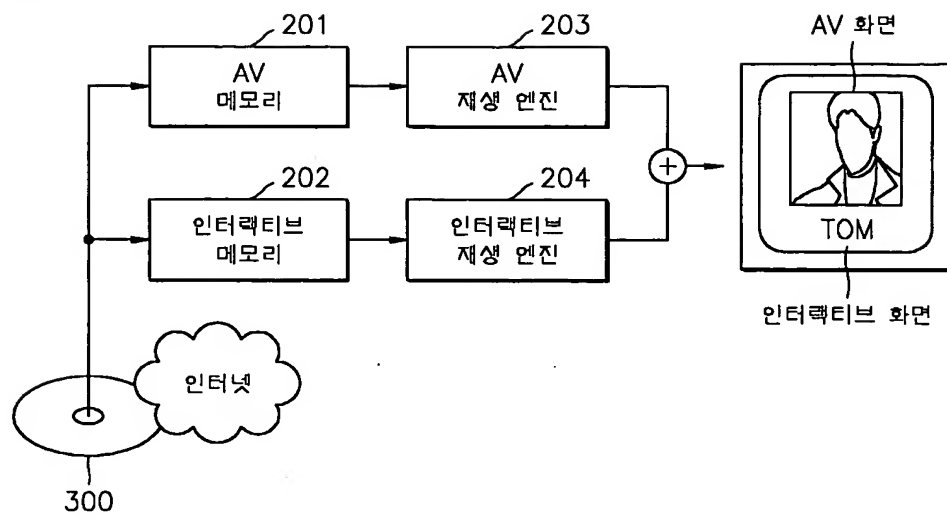 AV 화면
201
203
AV
메모리
AV
재생 엔진
+
202
204
인터랙티브
메모리
인터랙티브
재생 엔진
TOM
인터랙티브 화면
인터넷
300